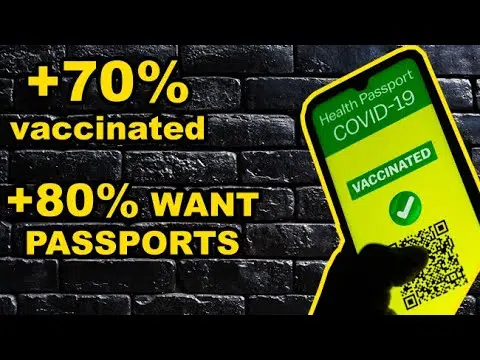 +70%
vaccinated
+80% WANT
PASSPORTS
Health Passport
COVID-19
VACCINATED